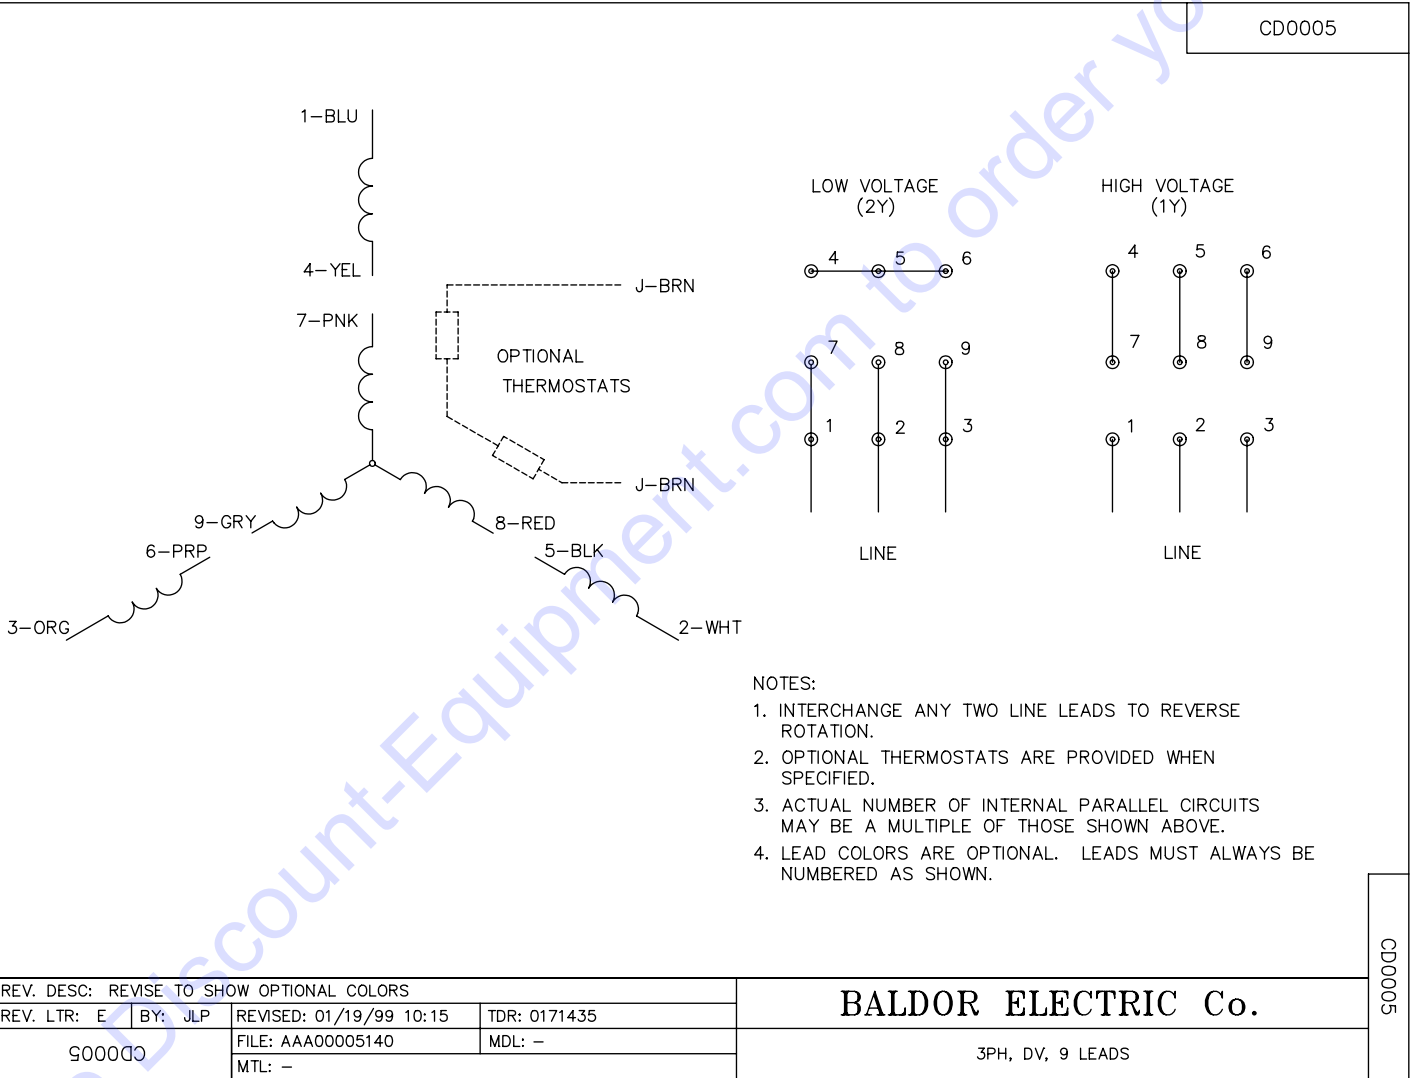 CD0005
1-BLU
4-YEL
7-PNK
J-BRN
OPTIONAL
THERMOSTATS
J-BRN
9-GRY
8-RED
6-PRP
5-BLK
3-ORG
2-WHT
LOW VOLTAGE
(2Y)
4 5 6
7 8 9
1 2 3
LINE
HIGH VOLTAGE
(1Y)
4 5 6
7 8 9
1 2 3
LINE
NOTES:
1. INTERCHANGE ANY TWO LINE LEADS TO REVERSE
ROTATION.
2. OPTIONAL THERMOSTATS ARE PROVIDED WHEN
SPECIFIED.
3. ACTUAL NUMBER OF INTERNAL PARALLEL CIRCUITS
MAY BE A MULTIPLE OF THOSE SHOWN ABOVE.
4. LEAD COLORS ARE OPTIONAL. LEADS MUST ALWAYS BE
NUMBERED AS SHOWN.
CD0005
REV. DESC: REVISE TO SHOW OPTIONAL COLORS
REV. LTR: E BY: JLP REVISED: 01/19/99 10:15 TDR: 0171435
CD0005
FILE: AAA00005140 MDL: -
MTL: -
BALDOR ELECTRIC Co.
3PH, DV, 9 LEADS
Discount-Equipment.com to order